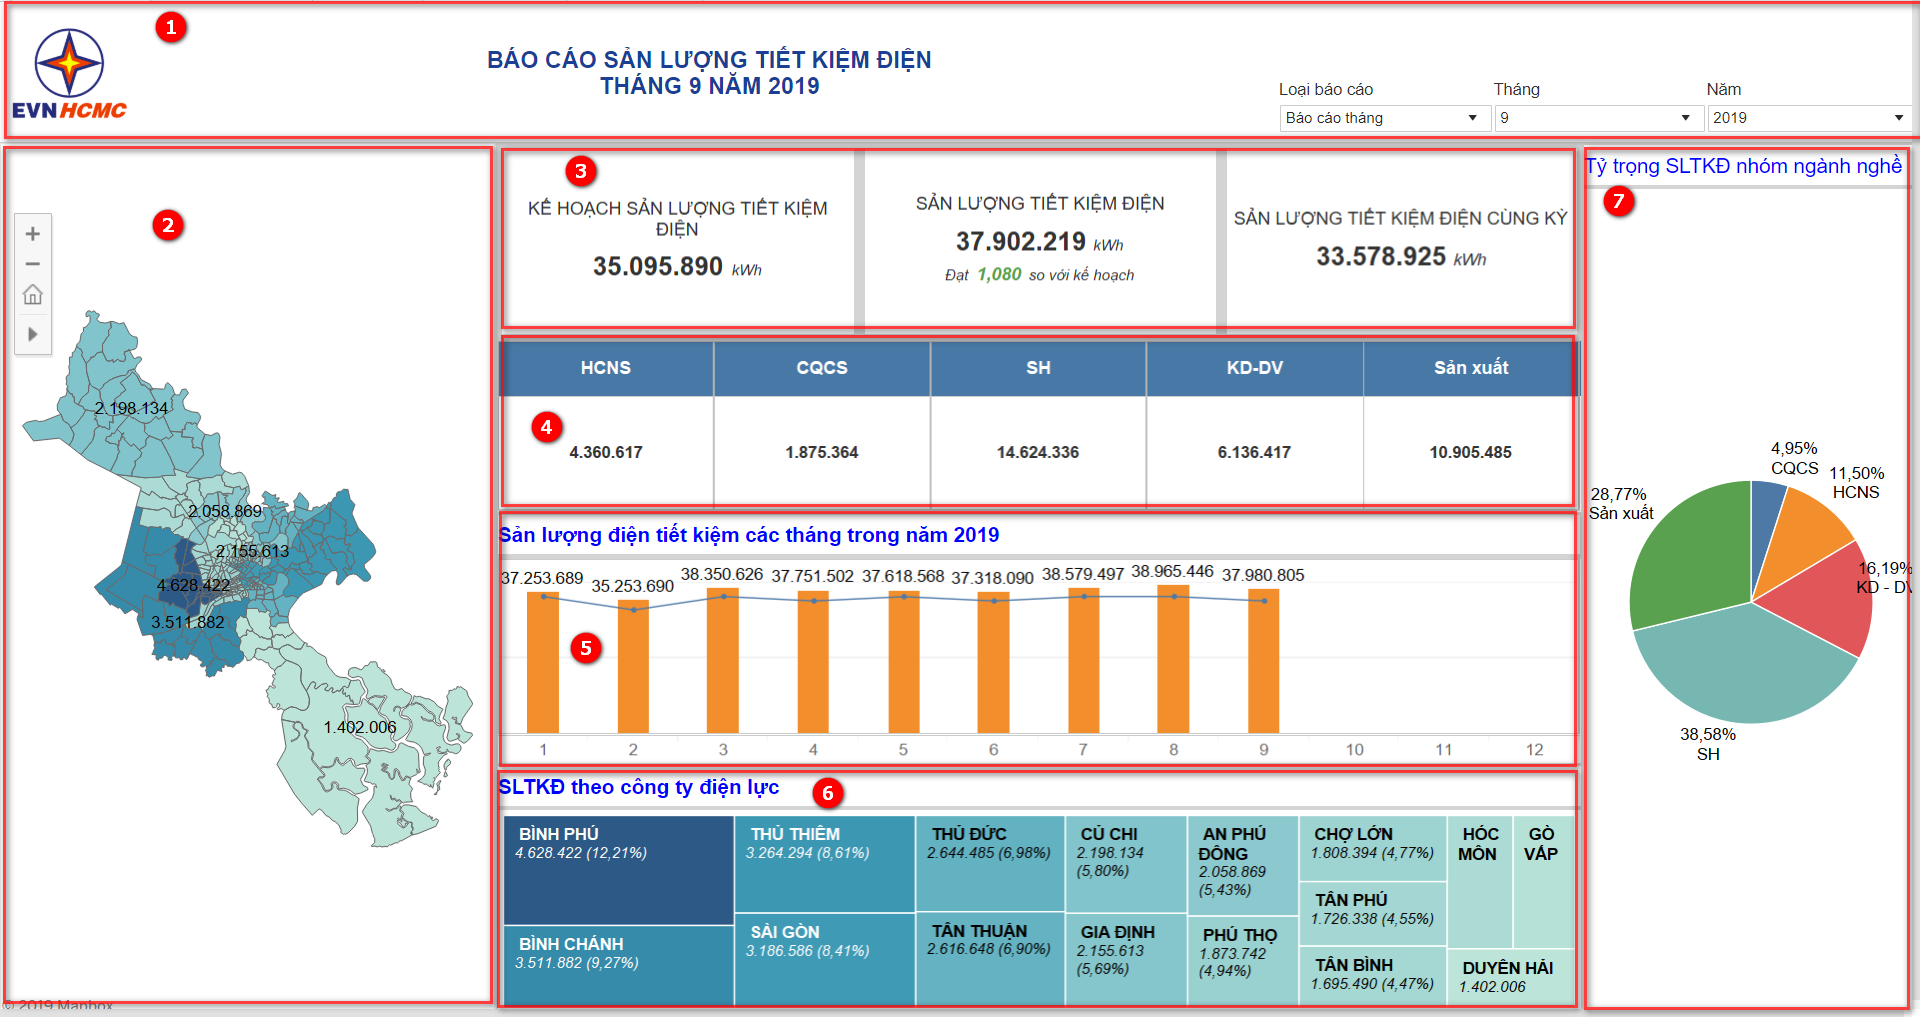 1
EVNHCMC
BÁO CÁO SẢN LƯỢNG TIẾT KIỆM ĐIỆN
THÁNG 9 NĂM 2019
Loại báo cáo
Tháng
Năm
Báo cáo tháng
9
2019
2
2.198.134
2.058.869
2.155.613
4.628.422
3.511.882
1.402.006
© 2019 Mapbox
3
KẾ HOẠCH SẢN LƯỢNG TIẾT KIỆM
ĐIỆN
35.095.890 kWh
SẢN LƯỢNG TIẾT KIỆM ĐIỆN
37.902.219 kWh
Đạt 1,080 so với kế hoạch
SẢN LƯỢNG TIẾT KIỆM ĐIỆN CÙNG KỲ
33.578.925 kWh
HCNS
CQCS
SH
KD-DV
Sản xuất
4
4.360.617
1.875.364
14.624.336
6.136.417
10.905.485
Sản lượng điện tiết kiệm các tháng trong năm 2019
37.253.689
35.253.690
38.350.626
37.751.502
37.618.568
37.318.090
38.579.497
38.965.446
37.980.805
5
1
2
3
4
5
6
7
8
9
10
11
12
SLTKĐ theo công ty điện lực
6
BÌNH PHÚ
4.628.422 (12,21%)
BÌNH CHÁNH
3.511.882 (9,27%)
THỦ THIÊM
3.264.294 (8,61%)
SÀI GÒN
3.186.586 (8,41%)
THỦ ĐỨC
2.644.485 (6,98%)
TÂN THUẬN
2.616.648 (6,90%)
CỦ CHI
2.198.134
(5,80%)
GIA ĐỊNH
2.155.613
(5,69%)
AN PHÚ
ĐÔNG
2.058.869
(5,43%)
PHÚ THỌ
1.873.742
(4,94%)
CHỢ LỚN
1.808.394 (4,77%)
TÂN PHÚ
1.726.338 (4,55%)
TÂN BÌNH
1.695.490 (4,47%)
HÓC
MÔN
GÒ
VẤP
DUYÊN HẢI
1.402.006
Tỷ trọng SLTKĐ nhóm ngành nghề
7
4,95%
CQCS
11,50%
HCNS
16,19%
KD - DV
38,58%
SH
28,77%
Sản xuất